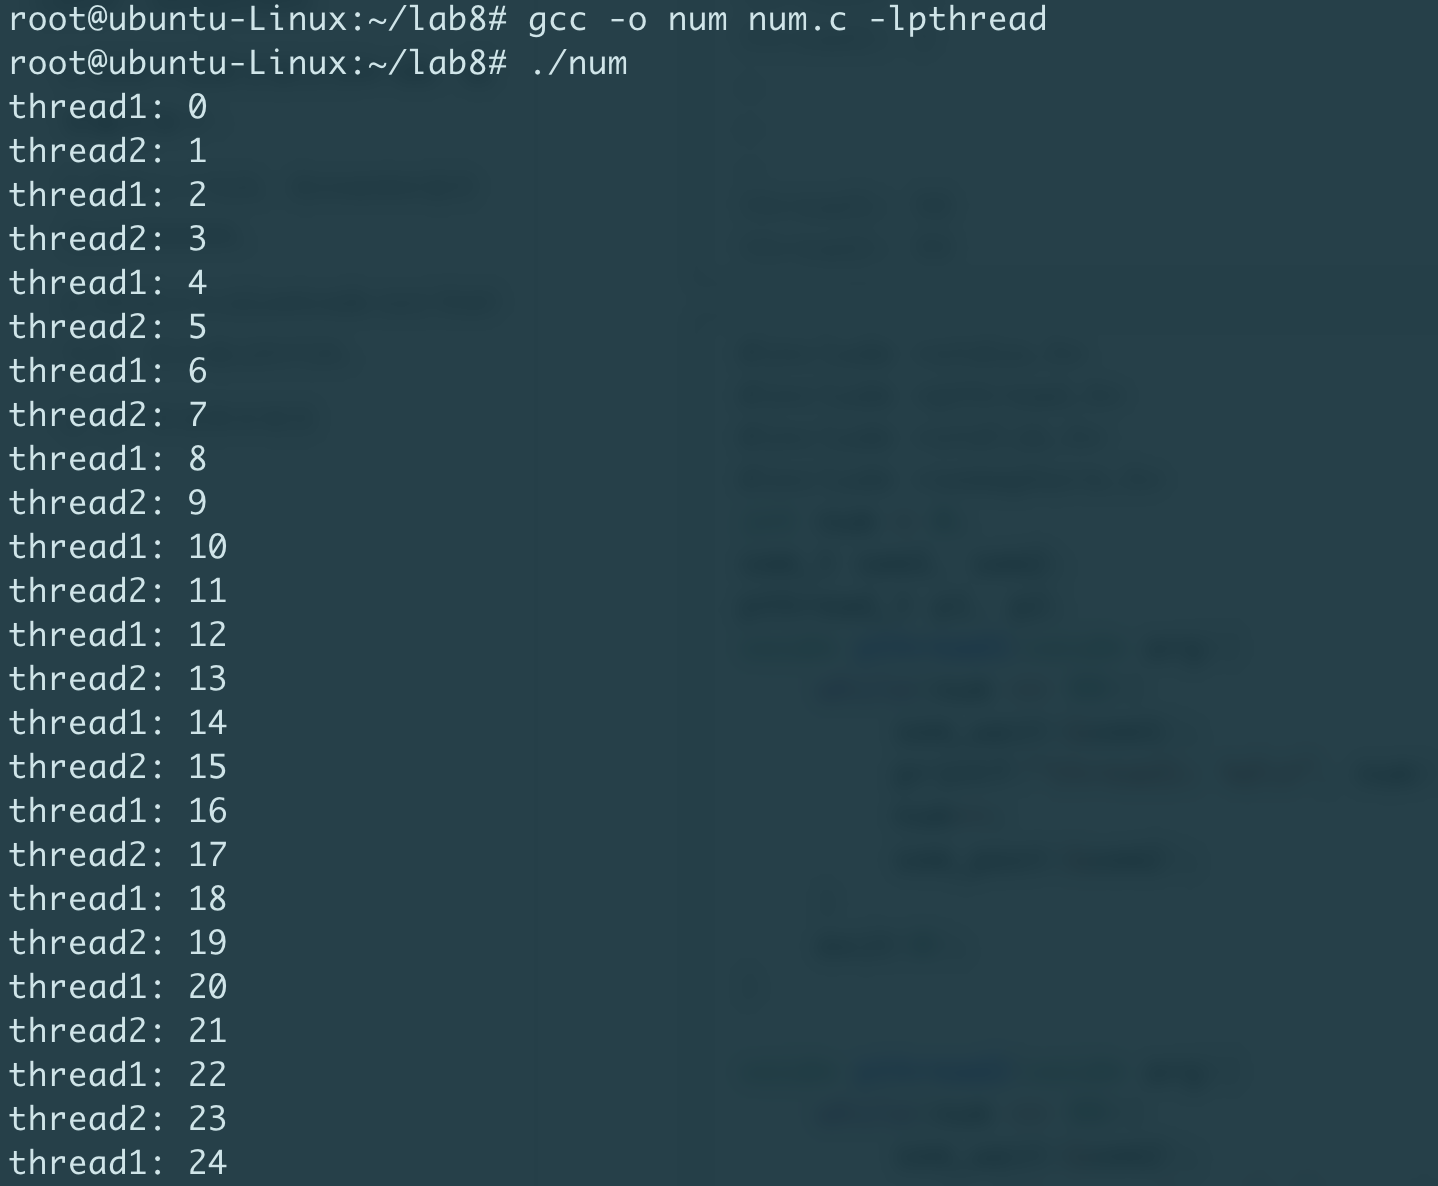 root@ubuntu-Linux:~/lab8# gcc -o num num.c -lpthread
root@ubuntu-Linux:~/lab8# ./num
thread1: 0
thread2: 1
thread1: 2
thread2: 3
thread1: 4
thread2: 5
thread1: 6
thread2: 7
thread1: 8
thread2: 9
thread1: 10
thread2: 11
thread1: 12
thread2: 13
thread1: 14
thread2: 15
thread1: 16
thread2: 17
thread1: 18
thread2: 19
thread1: 20
thread2: 21
thread1: 22
thread2: 23
thread1: 24